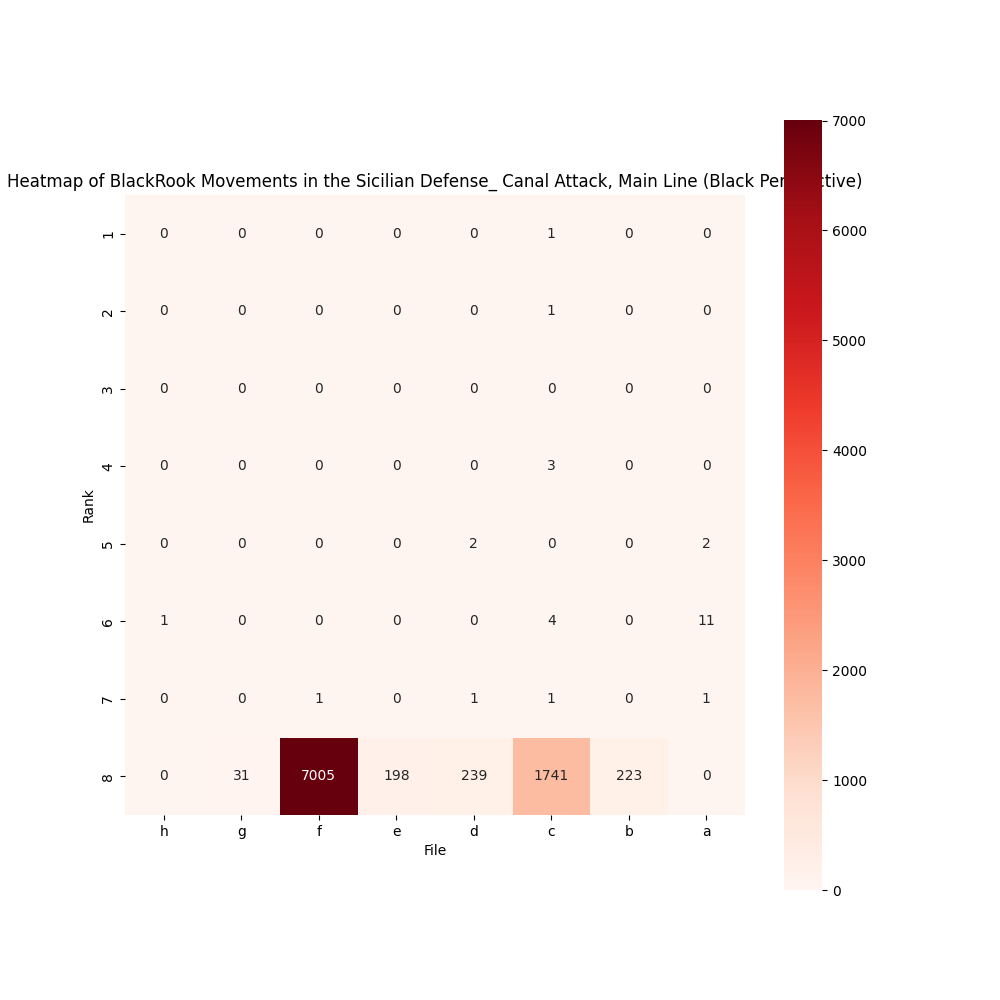 Heatmap of BlackRook Movements in the Sicilian Defense_ Canal Attack, Main Line (Black Per tive)
1 0 0 0 0 0 1 0 0
2 0 0 0 0 0 1 0 0
3 0 0 0 0 0 0 0 0
4 0 0 0 0 0 3 0 0
5 0 0 0 0 2 0 0 2
6 1 0 0 0 0 4 0 11
7 0 0 1 0 1 1 0 1
8 0 31 7005 198 239 1741 223 0
h g f e d c b a
File
Rank
7000
6000
5000
4000
3000
2000
1000
0